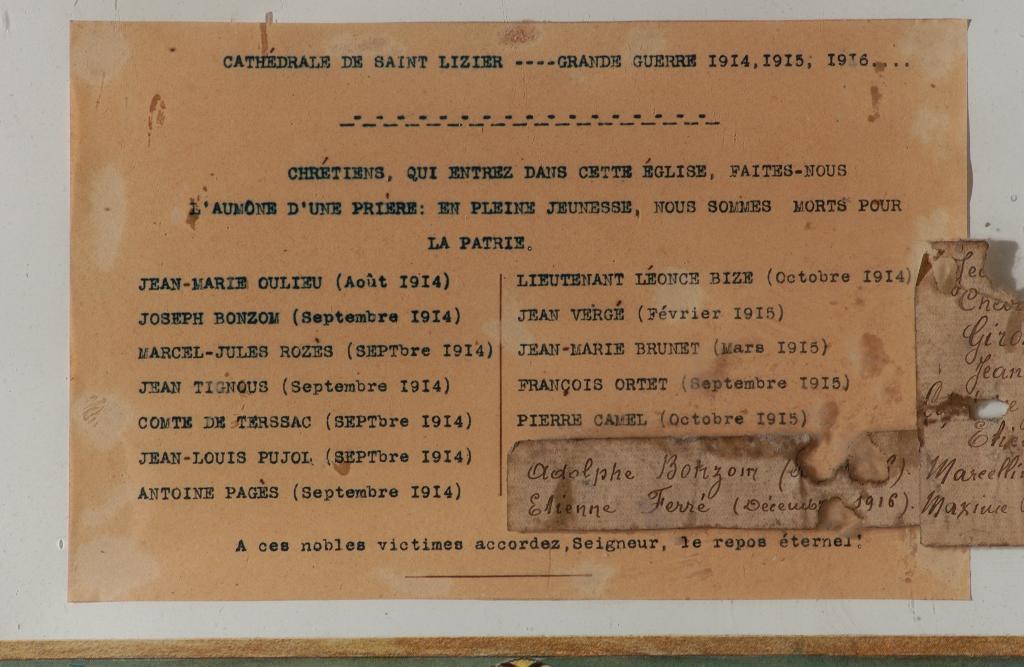 CATHÉDRALE DE SAINT LIZIER ----GRANDE GUERRE 1914,1915, 1916....
CHRÉTIENS, QUI ENTREZ DANS CETTE ÉGLISE, FAITES-NOUS
L'AUMÔNE D'UNE PRIÈRE: EN PLEINE JEUNESSE, NOUS SOMMES MORTS POUR
LA PATRIE.
JEAN-MARIE OULIEU (Août 1914)
JOSEPH BONZOM (Septembre 1914)
MARCEL-JULES ROZÈS (SEPTbre 1914)
JEAN TIGNOUS (Septembre 1914)
COMTE DE TERSSAC (SEPTbre 1914)
JEAN-LOUIS PUJOL (SEPTbre 1914)
ANTOINE PAGÈS (Septembre 1914)
LIEUTENANT LÉONCE BIZE (Octobre 1914)
JEAN VERGÉ (Février 1915)
JEAN-MARIE BRUNET (Mars 1915)
FRANÇOIS ORTET (Septembre 1915)
PIERRE CAMEL (Octobre 1915)
Adolphe Bonzom
Etienne Ferré (Décembre 1916).
Jean
Marcelli
Maxime
A ces nobles victimes accordez,Seigneur, le repos éternel!